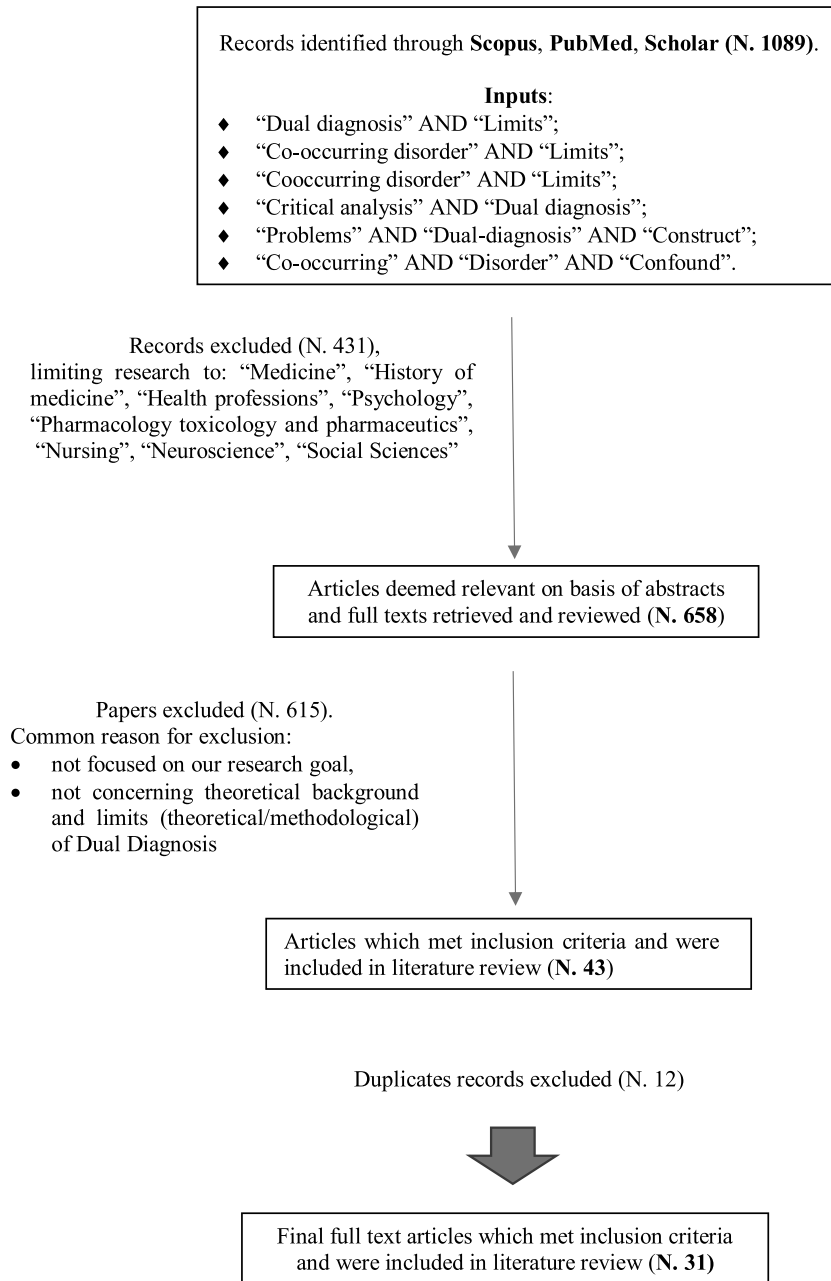 Records identified through Scopus, PubMed, Scholar (N. 1089).
Inputs:
♦ “Dual diagnosis” AND “Limits”;
♦ “Co-occurring disorder” AND “Limits”;
♦ “Cooccurring disorder” AND “Limits”;
♦ “Critical analysis” AND “Dual diagnosis”;
♦ “Problems” AND “Dual-diagnosis” AND “Construct”;
♦ “Co-occurring” AND “Disorder” AND “Confound”.
Records excluded (N. 431),
limiting research to: “Medicine”, “History of
medicine”, “Health professions”, “Psychology”,
“Pharmacology toxicology and pharmaceutics”,
“Nursing”, “Neuroscience”, “Social Sciences”
Articles deemed relevant on basis of abstracts
and full texts retrieved and reviewed (N. 658)
Papers excluded (N. 615).
Common reason for exclusion:
• not focused on our research goal,
• not concerning theoretical background
and limits (theoretical/methodological)
of Dual Diagnosis
Articles which met inclusion criteria and were
included in literature review (N. 43)
Duplicates records excluded (N. 12)
Final full text articles which met inclusion criteria
and were included in literature review (N. 31)